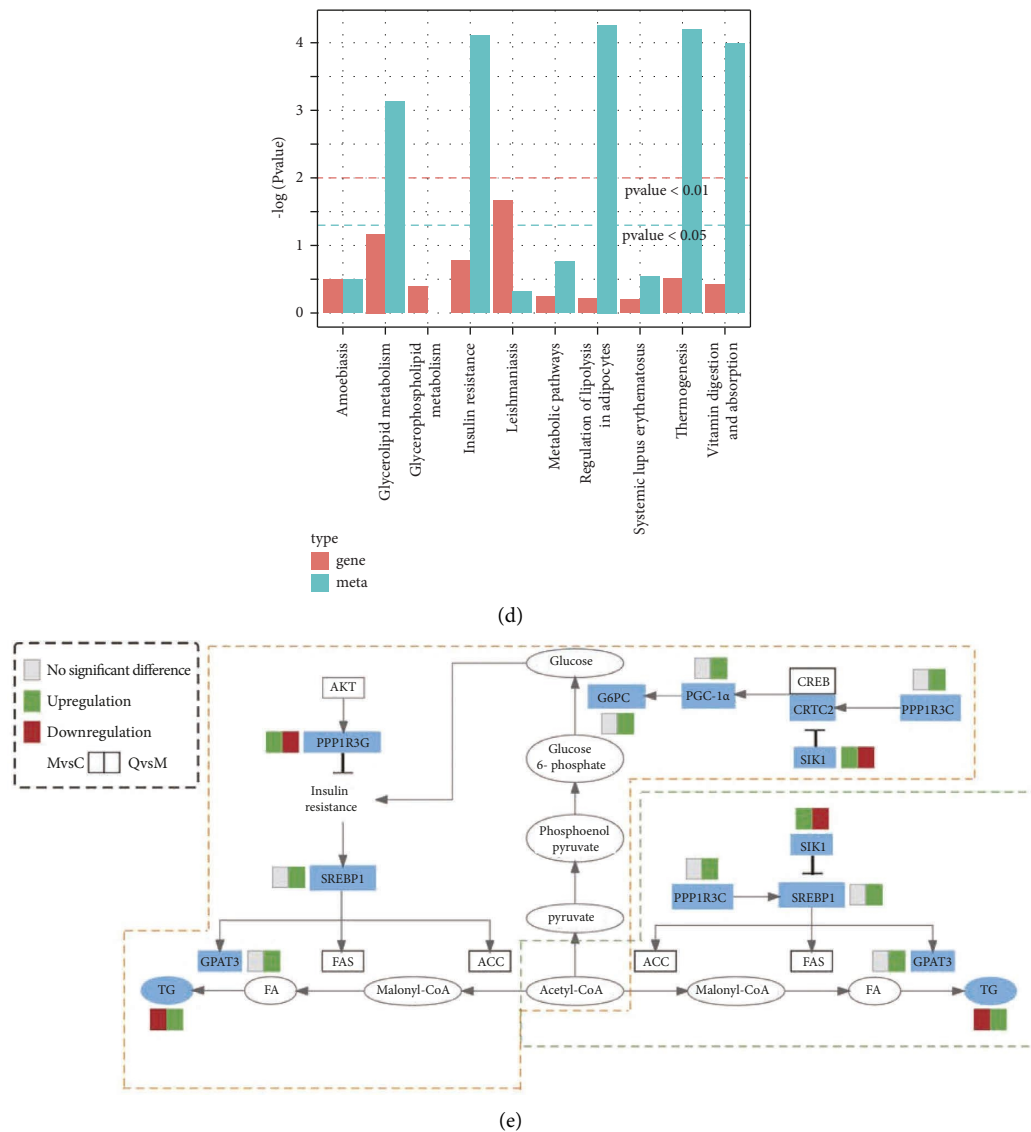 4
3
2
1
0
-log (Pvalue)
pvalue < 0.01
pvalue < 0.05
Amoebiasis
Glycerolipid metabolism
Glycerophospholipid
metabolism
Insulin resistance
Leishmaniasis
Metabolic pathways
Regulation of lipolysis
in adipocytes
Systemic lupus erythematosus
Thermogenesis
Vitamin digestion
and absorption
type
gene
meta
(d)
No significant difference
Upregulation
Downregulation
MvsC QvsM
AKT
PPP1R3G
Insulin
resistance
SREBP1
GPAT3
FAS
ACC
TG
FA
Malonyl-CoA
Acetyl-CoA
Glucose
G6PC
PGC-1α
CREB
CRTC2
PPP1R3C
SIK1
Glucose
6- phosphate
Phosphoenol
pyruvate
pyruvate
SIK1
PPP1R3C
SREBP1
ACC
FAS
GPAT3
Malonyl-CoA
FA
TG
(e)